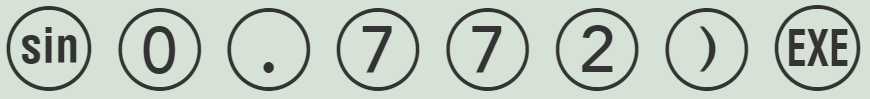 sin 0 . 7 7 2 ) EXE